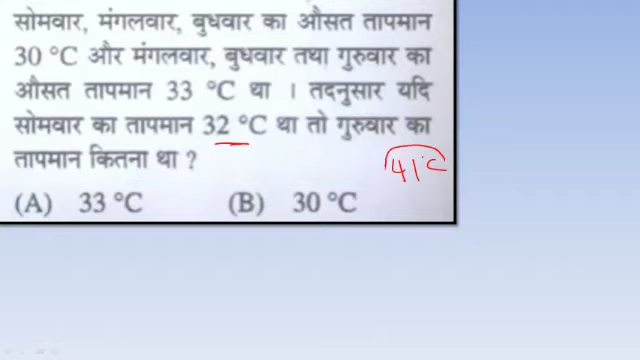 सोमवार, मंगलवार, बुधवार का औसत तापमान
30 °C और मंगलवार, बुधवार तथा गुरुवार का
औसत तापमान 33 °C था । तदनुसार यदि
सोमवार का तापमान 32 °C था तो गुरुवार का
तापमान कितना था ?
41°C
(A) 33 °C (B) 30 °C